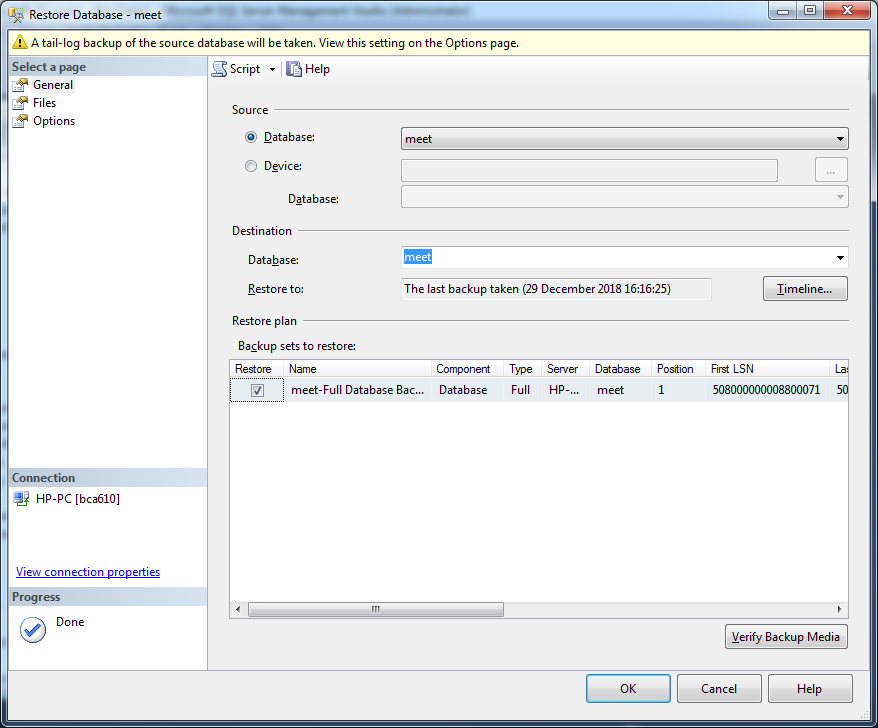 Restore Database - meet
A tail-log backup of the source database will be taken. View this setting on the Options page.
Select a page
General
Files
Options
Script
Help
Source
Database:
meet
Device:
...
Database:
Destination
Database:
meet
Restore to:
The last backup taken (29 December 2018 16:16:25)
Timeline...
Restore plan
Backup sets to restore:
Restore Name Component Type Server Database Position First LSN Las
meet-Full Database Bac... Database Full HP-... meet 1 508000000008800071 50
Connection
HP-PC [bca610]
View connection properties
Progress
Done
Verify Backup Media
OK Cancel Help